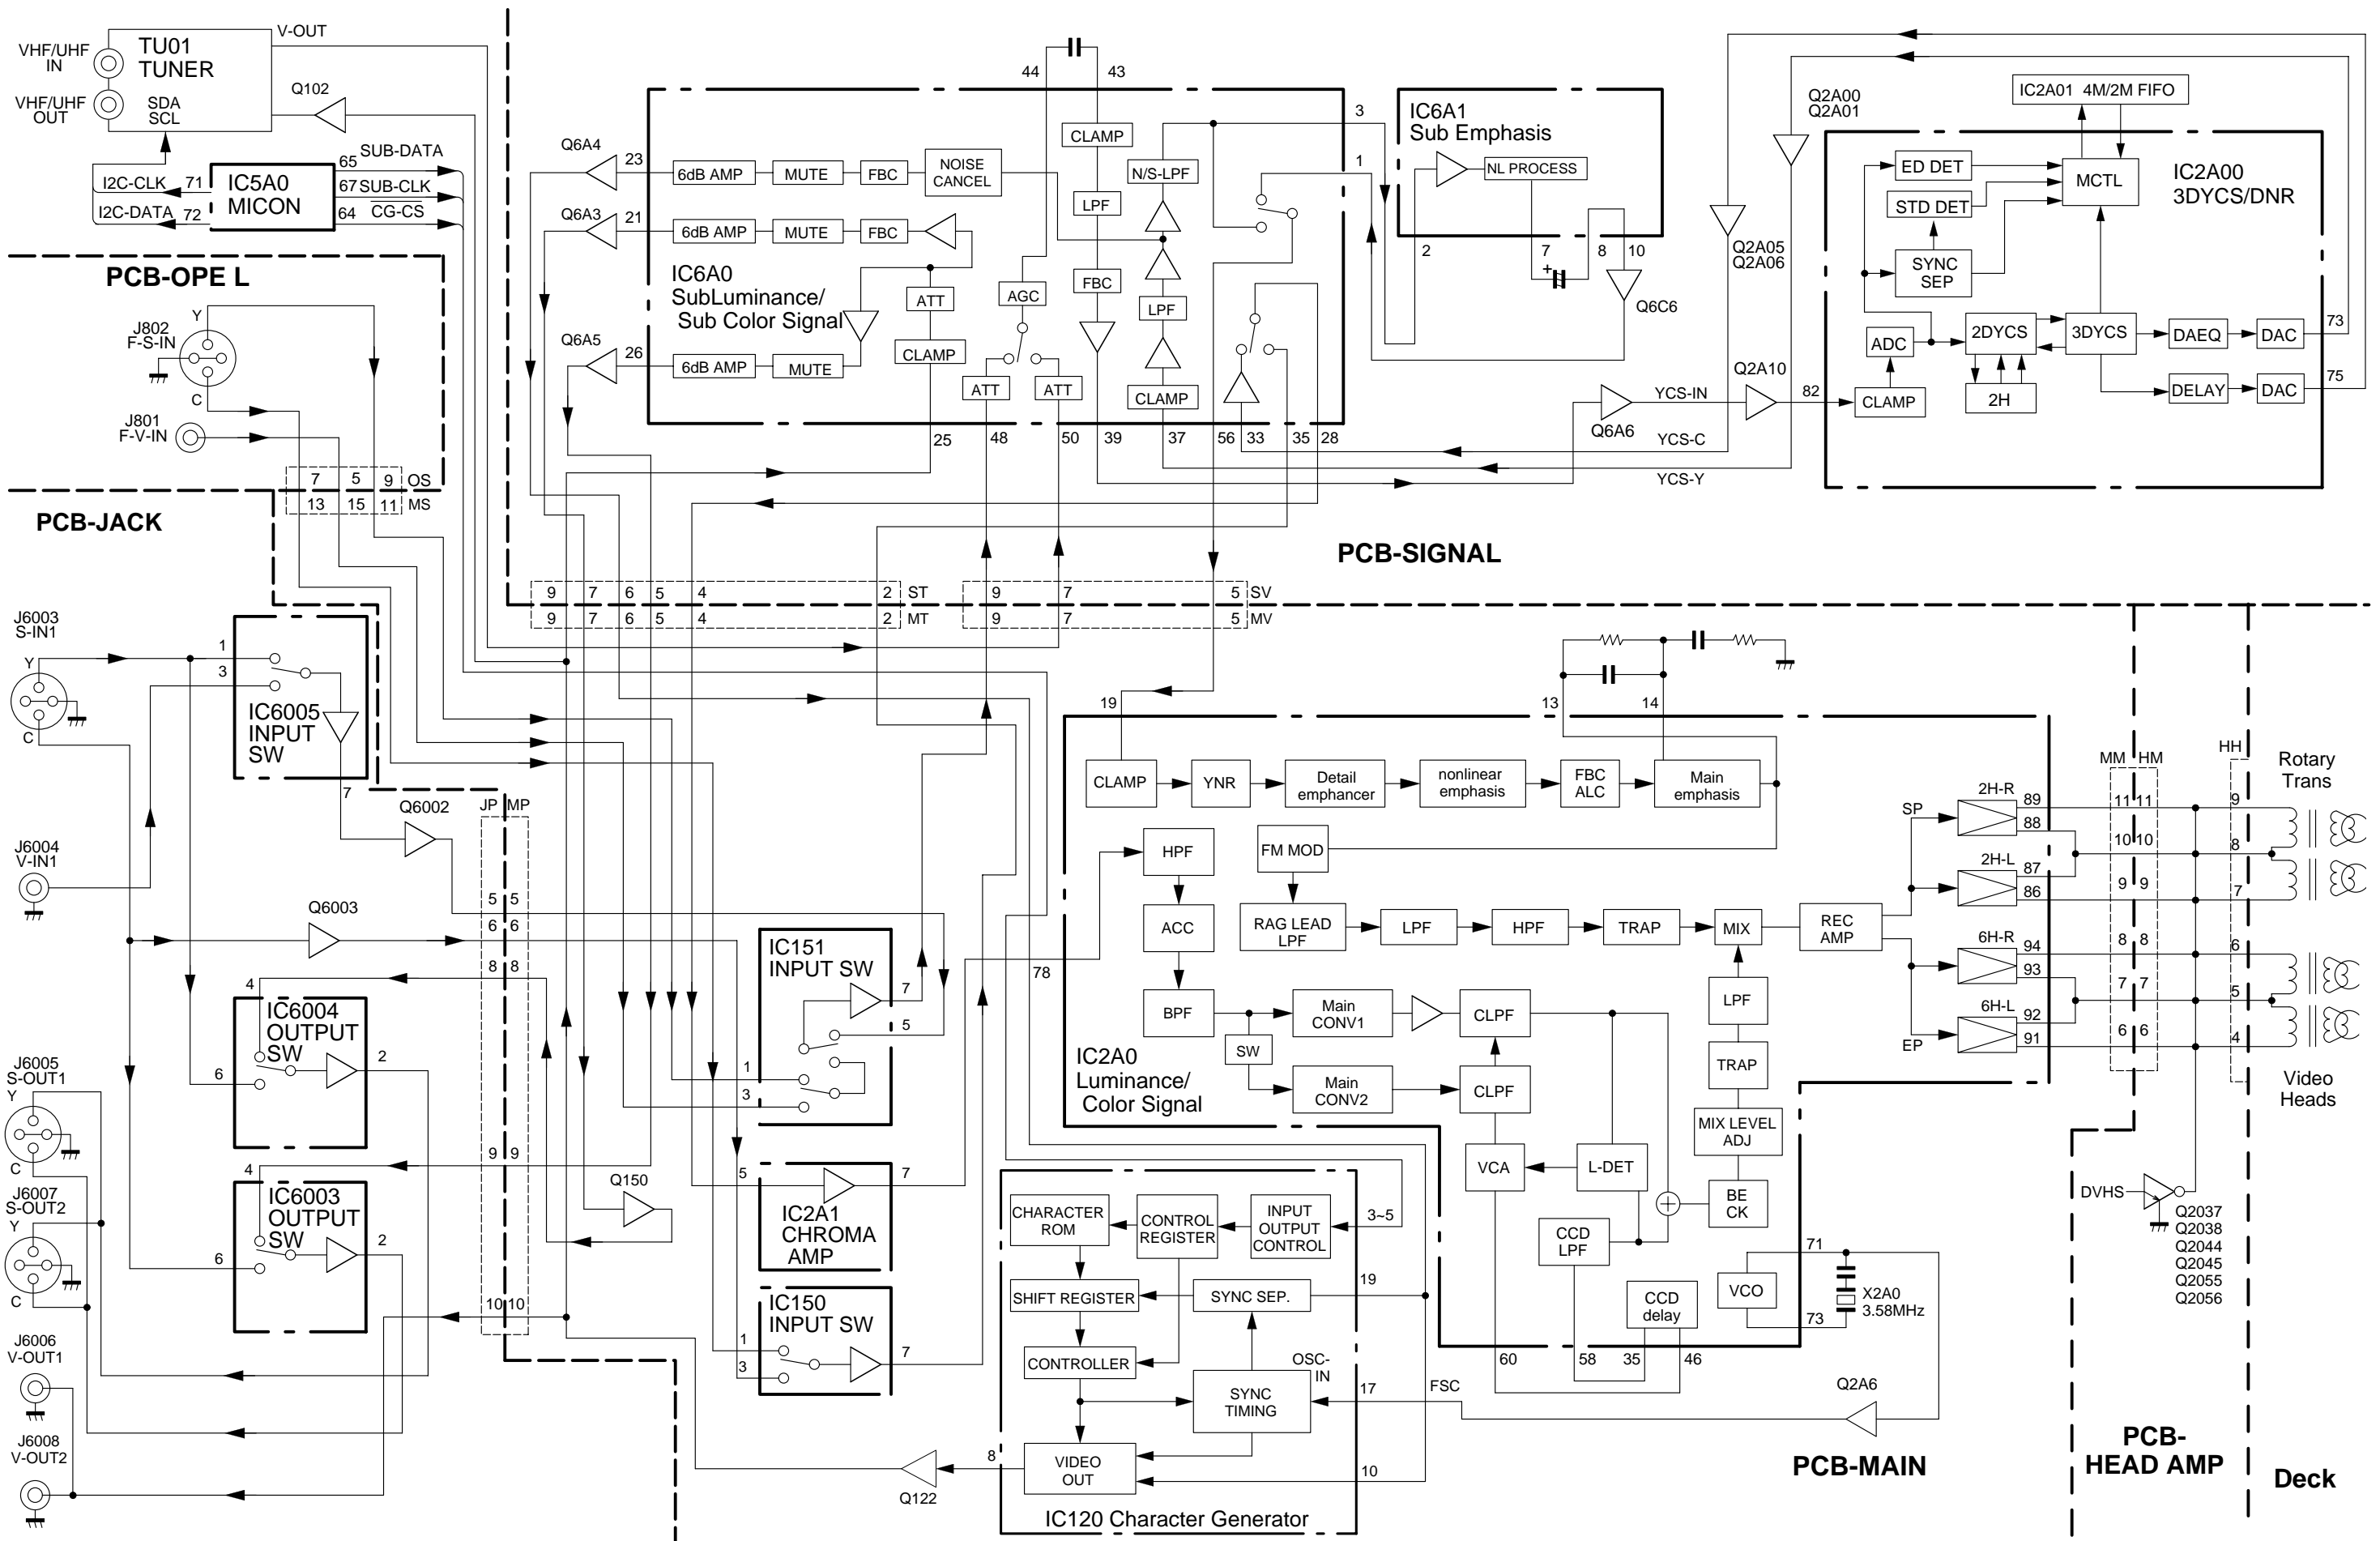 V-OUT
VHF/UHF
IN
TU01
TUNER
VHF/UHF
OUT
SDA
SCL
Q102
I2C-CLK
71
I2C-DATA
72
IC5A0
MICON
65
SUB-DATA
67
SUB-CLK
64
CG-CS
PCB-OPE L
J802
F-S-IN
Y
C
J801
F-V-IN
7 5 9 OS
13 15 11 MS
PCB-JACK
44
43
Q6A4
23
6dB AMP
MUTE
FBC
NOISE
CANCEL
Q6A3
21
6dB AMP
MUTE
FBC
IC6A0
SubLuminance/
Sub Color Signal
Q6A5
26
6dB AMP
MUTE
ATT
CLAMP
AGC
ATT
ATT
CLAMP
LPF
FBC
N/S-LPF
LPF
CLAMP
3
1
25
48
50
39
37
56
33
35
28
IC6A1
Sub Emphasis
NL PROCESS
2
7
+
8
10
Q6C6
Q6A6
YCS-IN
Q2A10
82
YCS-C
YCS-Y
Q2A00
Q2A01
Q2A05
Q2A06
IC2A01 4M/2M FIFO
IC2A00
3DYCS/DNR
ED DET
STD DET
MCTL
SYNC
SEP
ADC
CLAMP
2DYCS
2H
3DYCS
DAEQ
DAC
73
DELAY
DAC
75
PCB-SIGNAL
9 7 6 5 4 2 ST
9 7 6 5 4 2 MT
9 7 5 SV
9 7 5 MV
J6003
S-IN1
Y
C
1
3
IC6005
INPUT
SW
7
Q6002
J6004
V-IN1
JP MP
5 5
6 6
8 8
9 9
10 10
Q6003
4
IC6004
OUTPUT
SW
2
6
J6005
S-OUT1
Y
C
J6007
S-OUT2
Y
C
4
IC6003
OUTPUT
SW
2
6
J6006
V-OUT1
J6008
V-OUT2
Q150
IC151
INPUT SW
7
5
1
3
5
IC2A1
CHROMA
AMP
7
IC150
INPUT SW
1
3
7
Q122
78
19
13
14
CLAMP
YNR
Detail
emphancer
nonlinear
emphasis
FBC
ALC
Main
emphasis
HPF
FM MOD
ACC
RAG LEAD
LPF
LPF
HPF
TRAP
MIX
REC
AMP
BPF
SW
Main
CONV1
CLPF
Main
CONV2
CLPF
LPF
TRAP
MIX LEVEL
ADJ
IC2A0
Luminance/
Color Signal
VCA
L-DET
BE
CK
CCD
LPF
CCD
delay
VCO
71
73
X2A0
3.58MHz
60
58
35
46
SP
2H-R
89
88
2H-L
87
86
6H-R
94
93
6H-L
92
91
EP
MM HM
11 11
10 10
9 9
8 8
7 7
6 6
HH
9
8
7
6
5
4
Rotary
Trans
Video
Heads
DVHS
Q2037
Q2038
Q2044
Q2045
Q2055
Q2056
CHARACTER
ROM
CONTROL
REGISTER
INPUT
OUTPUT
CONTROL
3~5
SHIFT REGISTER
SYNC SEP.
19
CONTROLLER
SYNC
TIMING
OSC-
IN
17
FSC
Q2A6
VIDEO
OUT
8
10
IC120 Character Generator
PCB-MAIN
PCB-
HEAD AMP
Deck